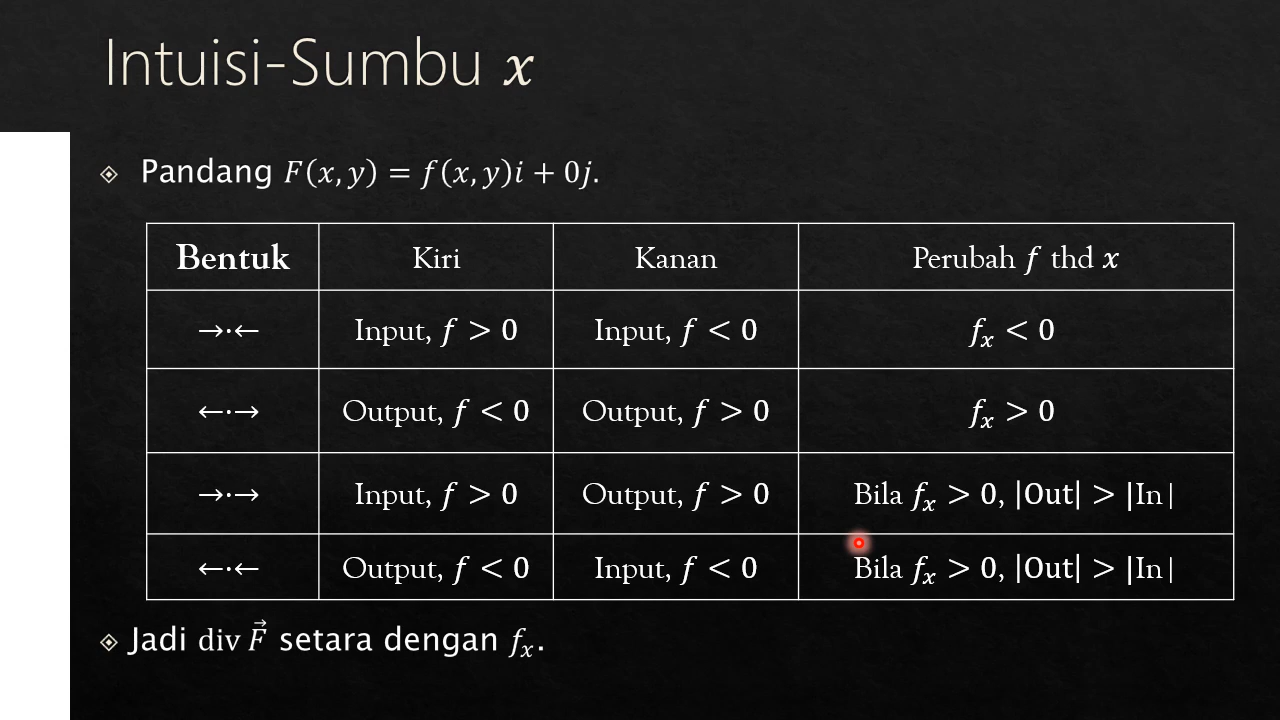 Intuisi-Sumbu x
Pandang F(x, y) = f(x, y)i + 0j.
Bentuk Kiri Kanan Perubah f thd x
→·← Input, f > 0 Input, f < 0 fₓ < 0
←·→ Output, f < 0 Output, f > 0 fₓ > 0
→·→ Input, f > 0 Output, f > 0 Bila fₓ > 0, |Out| > |In|
←·← Output, f < 0 Input, f < 0 Bila fₓ > 0, |Out| > |In|
Jadi div F⃗ setara dengan fₓ.